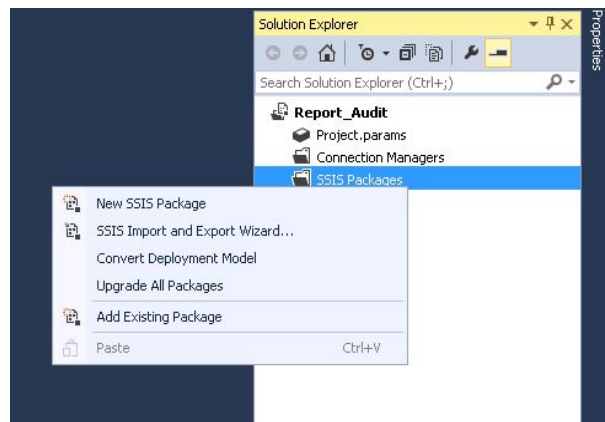 Solution Explorer
Properties
Search Solution Explorer (Ctrl+;)
Report_Audit
Project.params
Connection Managers
SSIS Packages
New SSIS Package
SSIS Import and Export Wizard...
Convert Deployment Model
Upgrade All Packages
Add Existing Package
Paste Ctrl+V